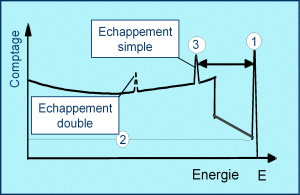 Echappement
simple
3
1
Comptage
Echappement
double
2
Energie
E